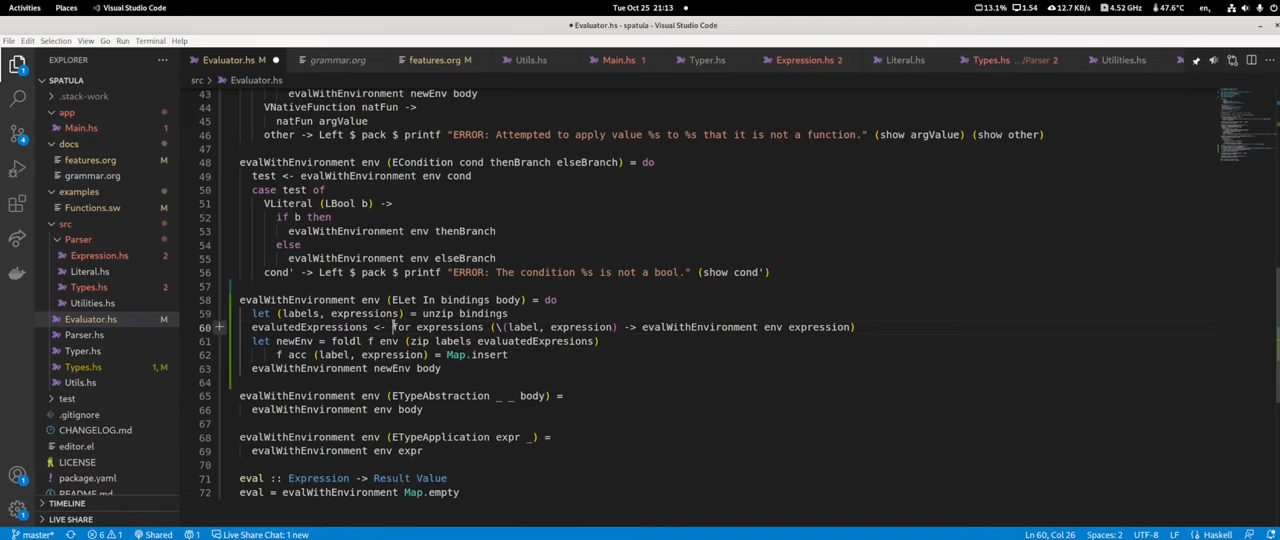 Activities Places Visual Studio Code Tue Oct 25 21:13 13.1% 1.54 12.7 KB/s 4.52 GHz 47.6°C en
Evaluator.hs - spatula - Visual Studio Code
File Edit Selection View Go Run Terminal Help
EXPLORER
Evaluator.hs
grammar.org
features.org M
Utils.hs
Main.hs 1
Typer.hs
Expression.hs 2
Literal.hs
Types.hs .../Parser 2
Utilities.hs
src > Evaluator.hs
SPATULA
.stack-work
app
Main.hs 1
docs
features.org M
grammar.org
examples
Functions.sw M
src
Parser
Expression.hs 2
Literal.hs
Types.hs 2
Utilities.hs
Evaluator.hs M
Parser.hs
Typer.hs
Types.hs 1, M
Utils.hs
test
.gitignore
CHANGELOG.md
editor.el
LICENSE
package.yaml
README.md
TIMELINE
LIVE SHARE
43 evalWithEnvironment newEnv body
44 VNativeFunction natFun ->
45 natFun argValue
46 other -> Left $ pack $ printf "ERROR: Attempted to apply value %s to %s that it is not a function." (show argValue) (show other)
47
48 evalWithEnvironment env (ECondition cond thenBranch elseBranch) = do
49 test <- evalWithEnvironment env cond
50 case test of
51 VLiteral (LBool b) ->
52 if b then
53 evalWithEnvironment env thenBranch
54 else
55 evalWithEnvironment env elseBranch
56 cond' -> Left $ pack $ printf "ERROR: The condition %s is not a bool." (show cond')
57
58 evalWithEnvironment env (ELet In bindings body) = do
59 let (labels, expressions) = unzip bindings
60 evalutedExpressions <- for expressions (\(label, expression) -> evalWithEnvironment env expression)
61 let newEnv = foldl f env (zip labels evaluatedExpresions)
62 f acc (label, expression) = Map.insert
63 evalWithEnvironment newEnv body
64
65 evalWithEnvironment env (ETypeAbstraction _ _ body) =
66 evalWithEnvironment env body
67
68 evalWithEnvironment env (ETypeApplication expr _) =
69 evalWithEnvironment env expr
70
71 eval :: Expression -> Result Value
72 eval = evalWithEnvironment Map.empty
master* 6 1 Shared 1 Live Share Chat: 1 new Ln 60, Col 26 Spaces: 2 UTF-8 LF Haskell